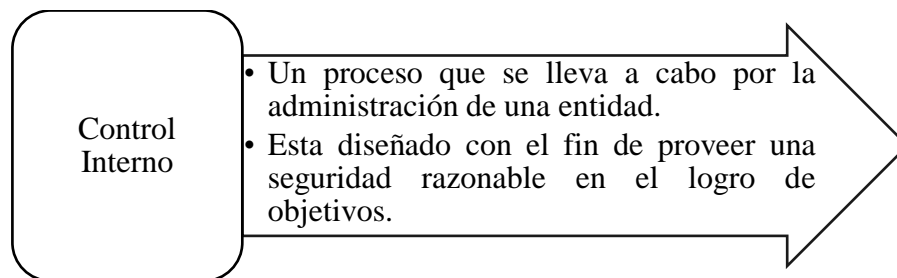 Control
Interno
• Un proceso que se lleva a cabo por la
administración de una entidad.
• Esta diseñado con el fin de proveer una
seguridad razonable en el logro de
objetivos.